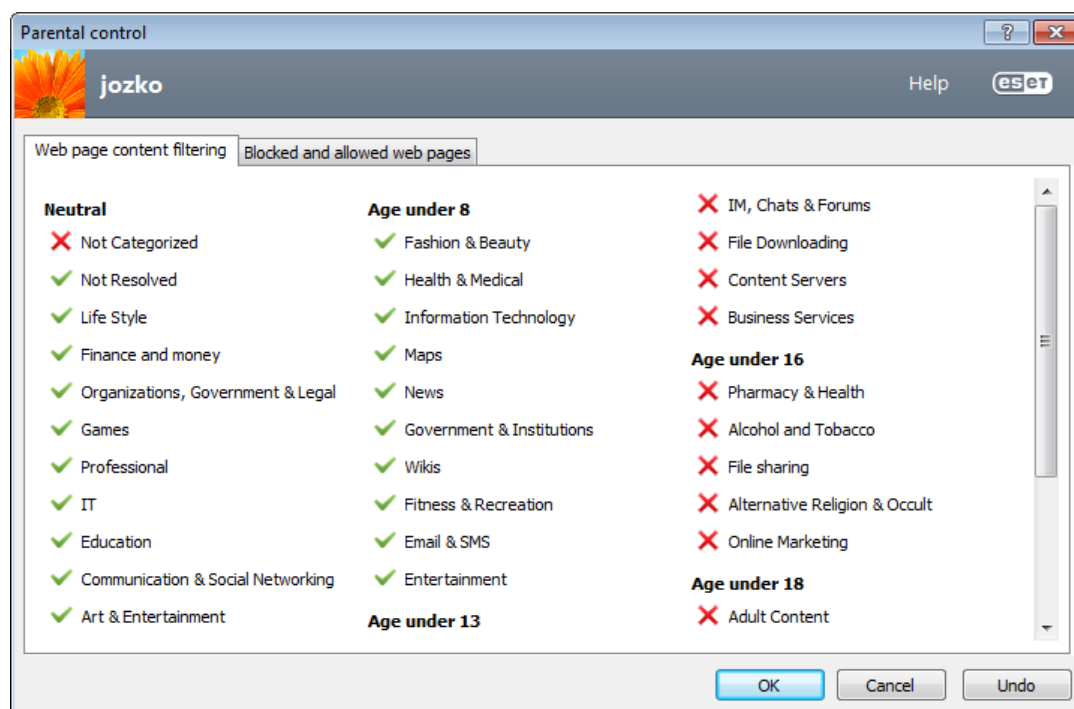 Parental control
jozko
Help
eset
Web page content filtering
Blocked and allowed web pages
Neutral
Not Categorized
Not Resolved
Life Style
Finance and money
Organizations, Government & Legal
Games
Professional
IT
Education
Communication & Social Networking
Art & Entertainment
Age under 8
Fashion & Beauty
Health & Medical
Information Technology
Maps
News
Government & Institutions
Wikis
Fitness & Recreation
Email & SMS
Entertainment
Age under 13
IM, Chats & Forums
File Downloading
Content Servers
Business Services
Age under 16
Pharmacy & Health
Alcohol and Tobacco
File sharing
Alternative Religion & Occult
Online Marketing
Age under 18
Adult Content
OK
Cancel
Undo